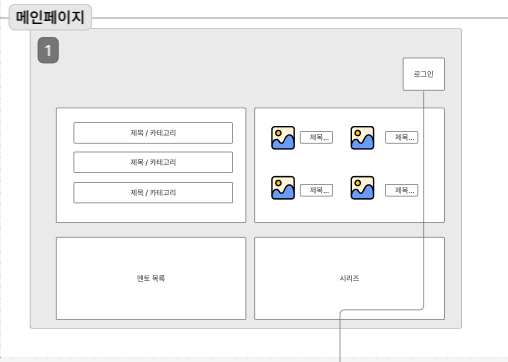 메인페이지
1
로그인
제목 / 카테고리
제목 / 카테고리
제목 / 카테고리
제목...
제목...
제목...
제목...
멘토 목록
시리즈